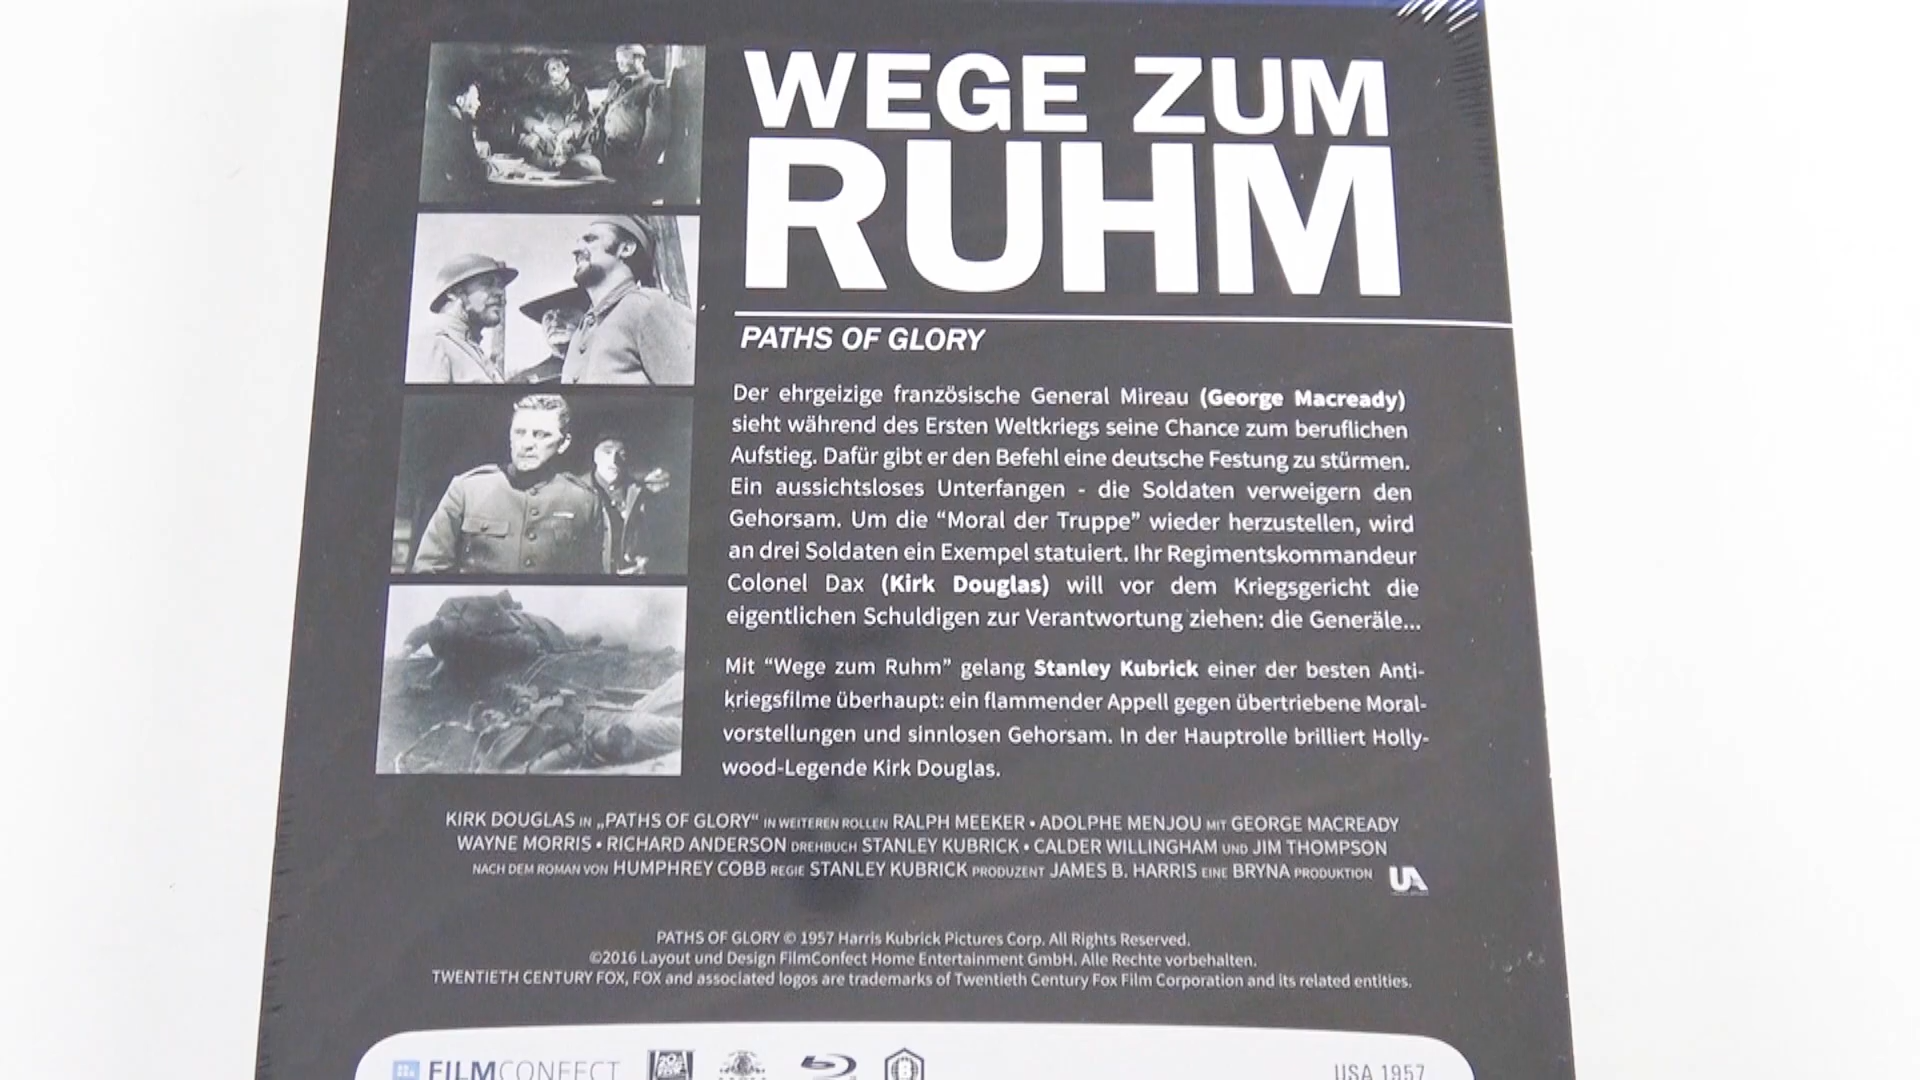 WEGE ZUM
RUHM
PATHS OF GLORY
Der ehrgeizige französische General Mireau (George Macready)
sieht während des Ersten Weltkriegs seine Chance zum beruflichen
Aufstieg. Dafür gibt er den Befehl eine deutsche Festung zu stürmen.
Ein aussichtsloses Unterfangen - die Soldaten verweigern den
Gehorsam. Um die “Moral der Truppe” wieder herzustellen, wird
an drei Soldaten ein Exempel statuiert. Ihr Regimentskommandeur
Colonel Dax (Kirk Douglas) will vor dem Kriegsgericht die
eigentlichen Schuldigen zur Verantwortung ziehen: die Generäle...
Mit “Wege zum Ruhm” gelang Stanley Kubrick einer der besten Anti-
kriegsfilme überhaupt: ein flammender Appell gegen übertriebene Moral-
vorstellungen und sinnlosen Gehorsam. In der Hauptrolle brilliert Holly-
wood-Legende Kirk Douglas.
KIRK DOUGLAS IN „PATHS OF GLORY“ IN WEITEREN ROLLEN RALPH MEEKER • ADOLPHE MENJOU MIT GEORGE MACREADY
WAYNE MORRIS • RICHARD ANDERSON DREHBUCH STANLEY KUBRICK • CALDER WILLINGHAM UND JIM THOMPSON
NACH DEM ROMAN VON HUMPHREY COBB REGIE STANLEY KUBRICK PRODUZENT JAMES B. HARRIS EINE BRYNA PRODUKTION UA
PATHS OF GLORY © 1957 Harris Kubrick Pictures Corp. All Rights Reserved.
©2016 Layout und Design FilmConfect Home Entertainment GmbH. Alle Rechte vorbehalten.
TWENTIETH CENTURY FOX, FOX and associated logos are trademarks of Twentieth Century Fox Film Corporation and its related entities.
FILMCONFECT USA 1957